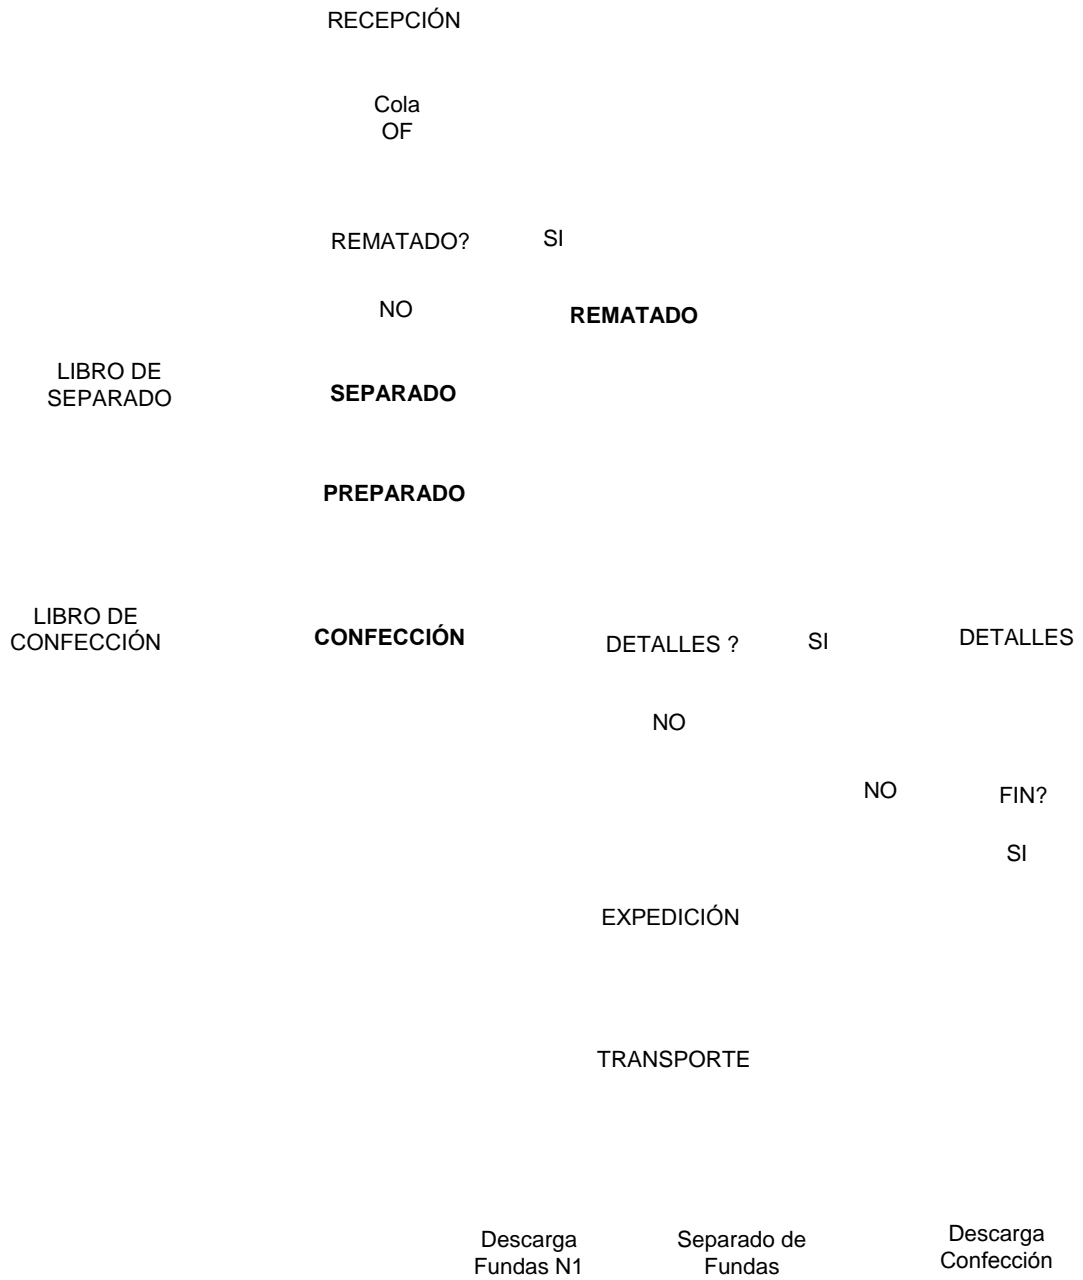 RECEPCIÓN
Cola
OF
REMATADO?
SI
NO
REMATADO
LIBRO DE
SEPARADO
SEPARADO
PREPARADO
LIBRO DE
CONFECCIÓN
CONFECCIÓN
DETALLES ?
SI
DETALLES
NO
NO
FIN?
SI
EXPEDICIÓN
TRANSPORTE
Descarga
Fundas N1
Separado de
Fundas
Descarga
Confección